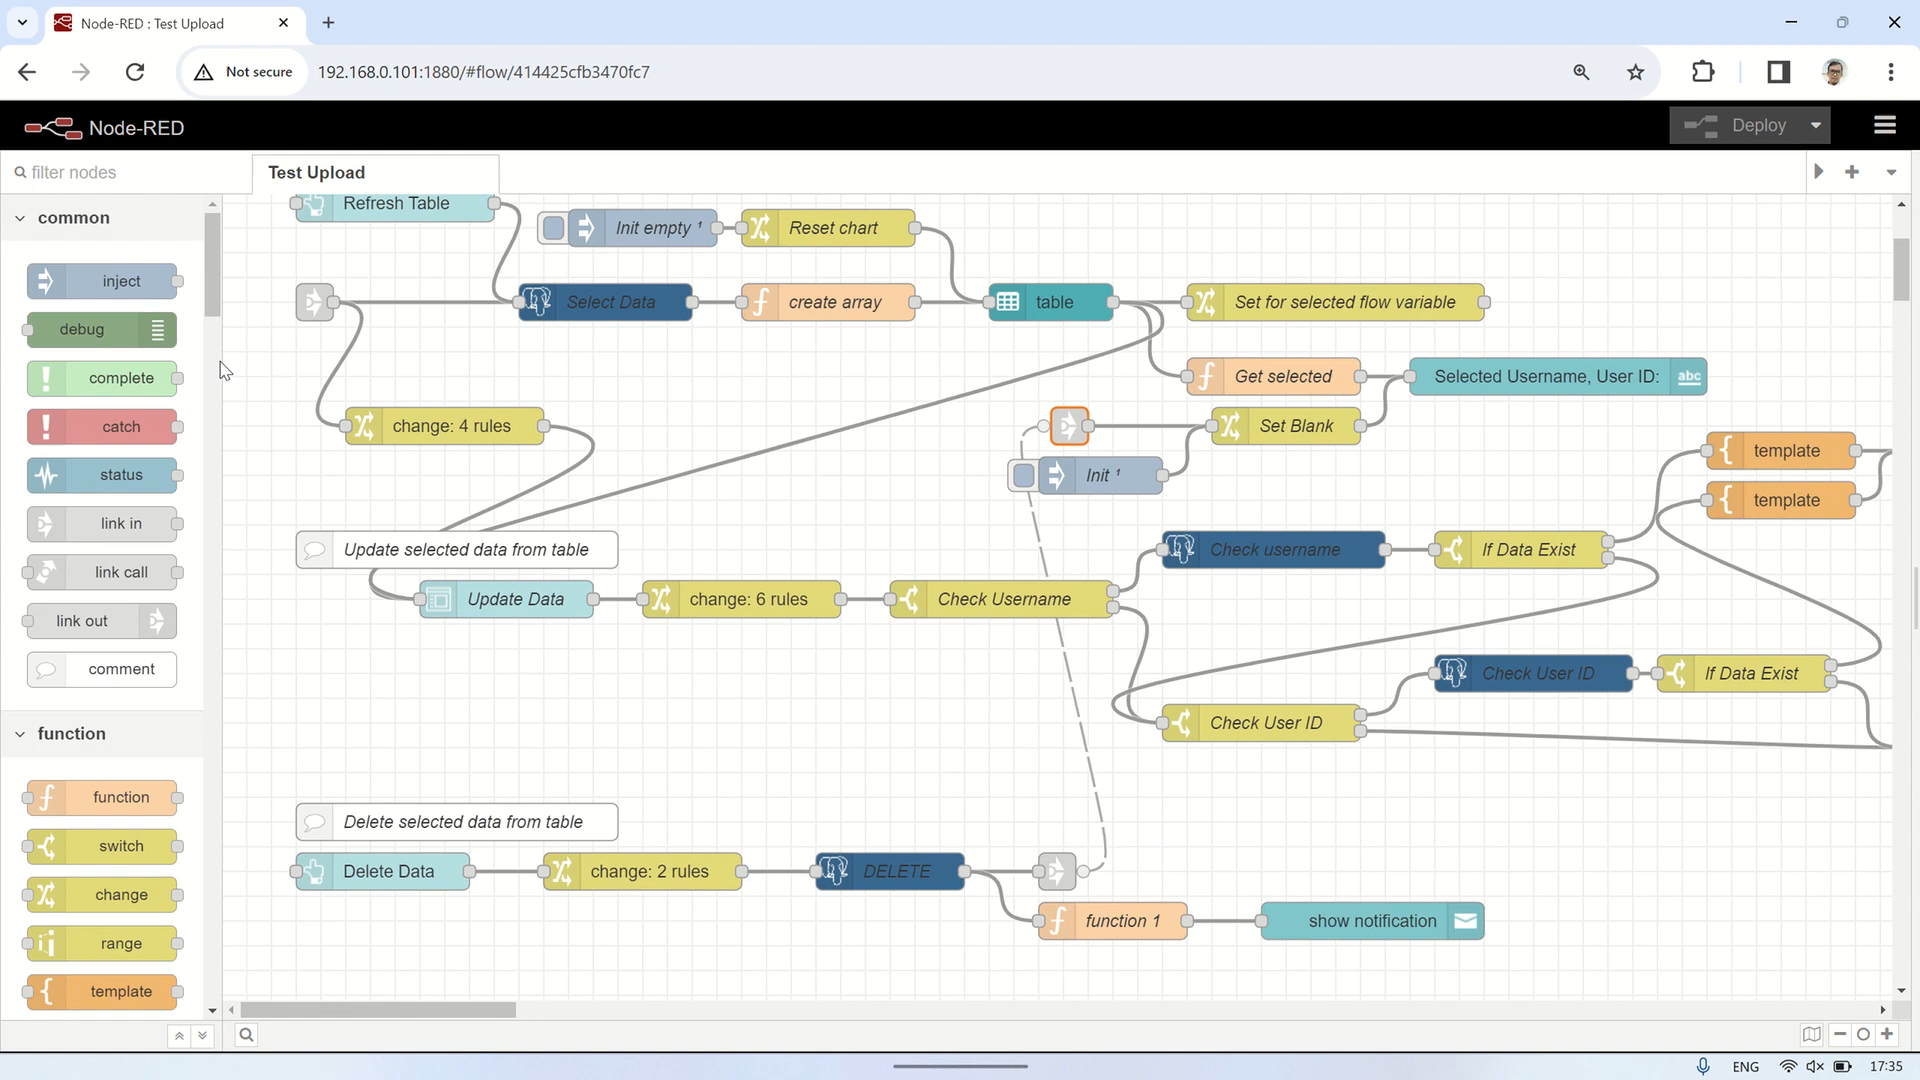 Node-RED : Test Upload
Not secure
192.168.0.101:1880/#flow/414425cfb3470fc7
Node-RED
Deploy
filter nodes
Test Upload
common
inject
debug
complete
catch
status
link in
link call
link out
comment
function
function
switch
change
range
template
Refresh Table
Init empty ¹
Reset chart
Select Data
create array
table
Set for selected flow variable
Get selected
Selected Username, User ID:
abc
change: 4 rules
Set Blank
Init ¹
template
template
Update selected data from table
Check username
If Data Exist
Update Data
change: 6 rules
Check Username
Check User ID
If Data Exist
Check User ID
Delete selected data from table
Delete Data
change: 2 rules
DELETE
function 1
show notification
ENG
17:35